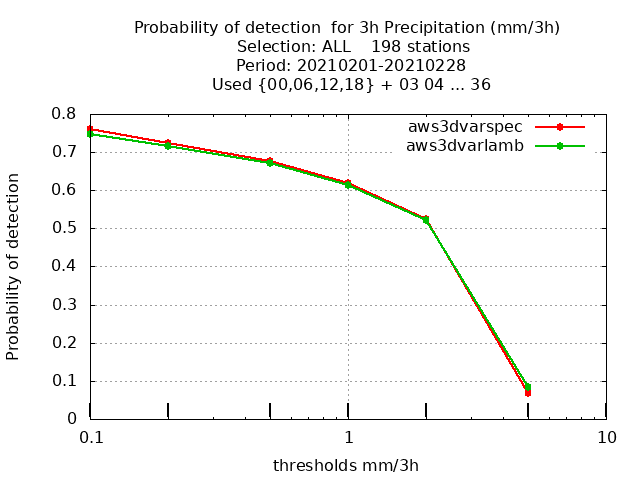 Probability of detection  for 3h Precipitation (mm/3h)
Selection: ALL    198 stations
Period: 20210201-20210228
Used {00,06,12,18} + 03 04 ... 36
aws3dvarspec
aws3dvarlamb
Probability of detection
0.8
0.7
0.6
0.5
0.4
0.3
0.2
0.1
0
0.1 1 10
thresholds mm/3h